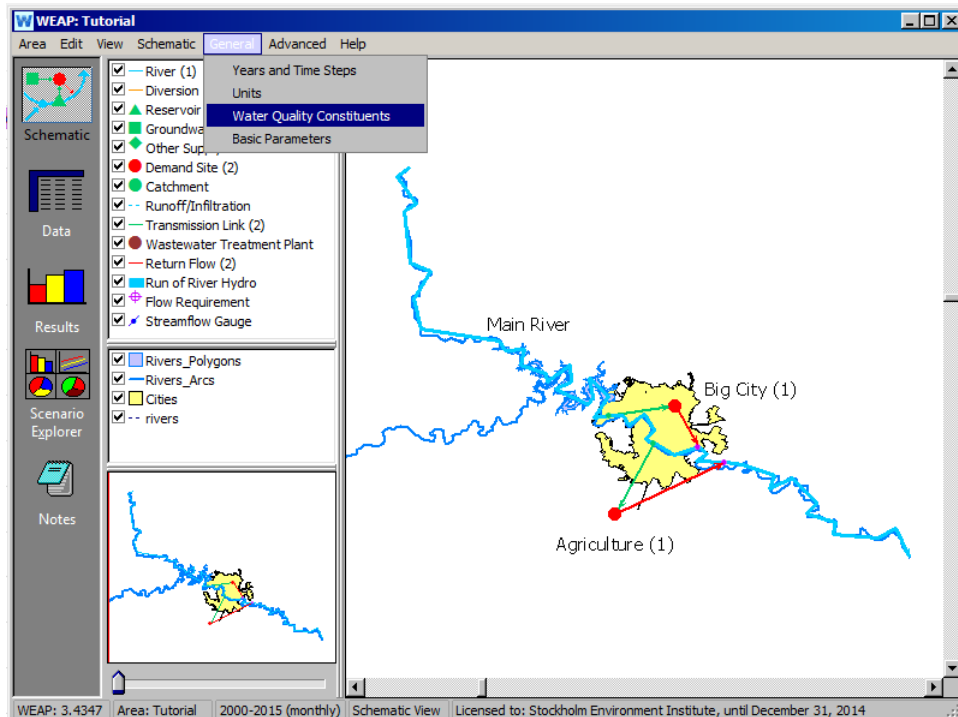 WEAP: Tutorial
Area Edit View Schematic General Advanced Help
Years and Time Steps
Units
Water Quality Constituents
Basic Parameters
Schematic
Data
Results
Scenario
Explorer
Notes
River (1)
Diversion
Reservoir
Groundwa
Other Sup
Demand Site (2)
Catchment
Runoff/Infiltration
Transmission Link (2)
Wastewater Treatment Plant
Return Flow (2)
Run of River Hydro
Flow Requirement
Streamflow Gauge
Rivers_Polygons
Rivers_Arcs
Cities
rivers
Main River
Big City (1)
Agriculture (1)
WEAP: 3.4347 Area: Tutorial 2000-2015 (monthly) Schematic View Licensed to: Stockholm Environment Institute, until December 31, 2014